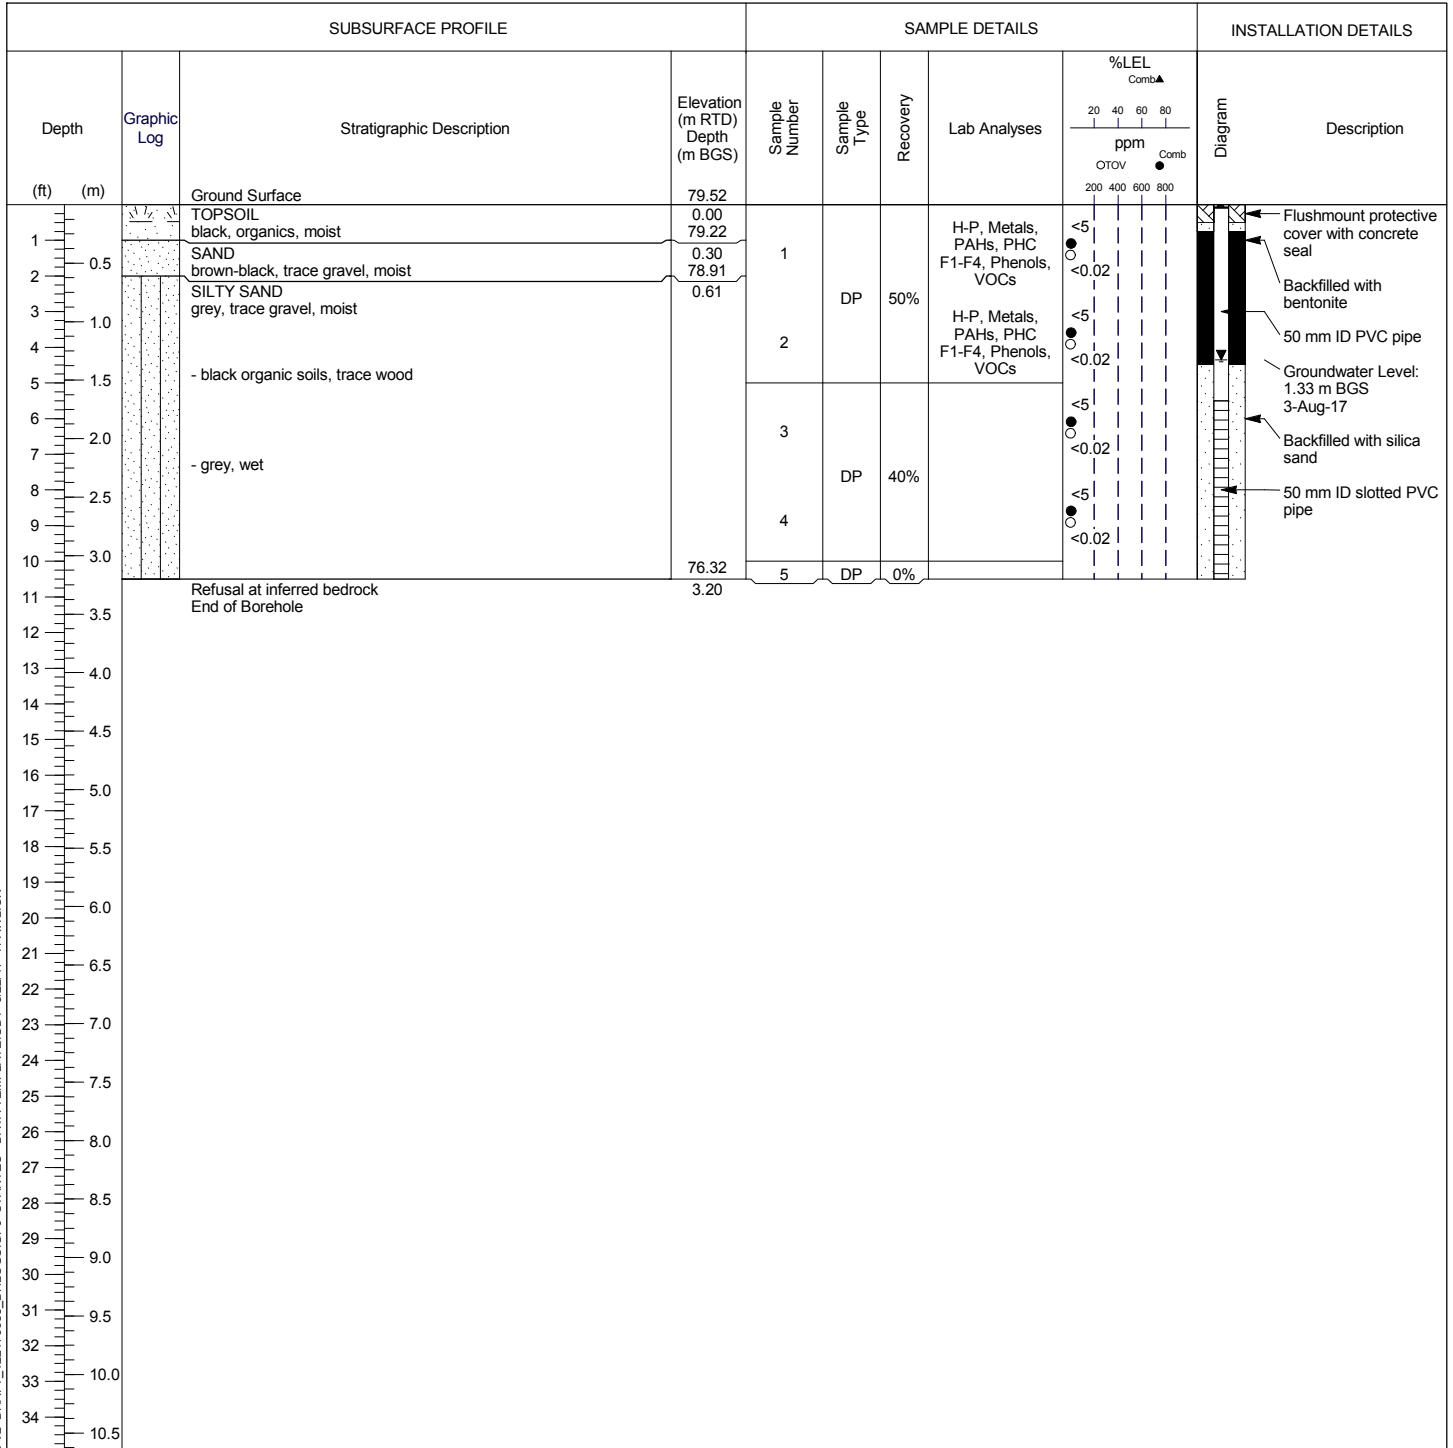 SUBSURFACE PROFILE
SAMPLE DETAILS
INSTALLATION DETAILS
Depth
(ft) (m)
Graphic
Log
Stratigraphic Description
Elevation
(m RTD)
Depth
(m BGS)
Sample
Number
Sample
Type
Recovery
Lab Analyses
%LEL
Comb▲
20 40 60 80
ppm
○TOV ● Comb
200 400 600 800
Diagram
Description
Ground Surface 79.52
TOPSOIL 0.00
black, organics, moist 79.22
SAND 0.30
brown-black, trace gravel, moist 78.91
SILTY SAND 0.61
grey, trace gravel, moist
- black organic soils, trace wood
- grey, wet
76.32
Refusal at inferred bedrock 3.20
End of Borehole
1
2
3
4
5
DP 50%
DP 40%
DP 0%
H-P, Metals,
PAHs, PHC
F1-F4, Phenols,
VOCs
H-P, Metals,
PAHs, PHC
F1-F4, Phenols,
VOCs
<5
<0.02
<5
<0.02
<5
<0.02
<5
<0.02
Flushmount protective
cover with concrete
seal
Backfilled with
bentonite
50 mm ID PVC pipe
Groundwater Level:
1.33 m BGS
3-Aug-17
Backfilled with silica
sand
50 mm ID slotted PVC
pipe
1
2
3
4
5
6
7
8
9
10
11
12
13
14
15
16
17
18
19
20
21
22
23
24
25
26
27
28
29
30
31
32
33
34
0.5
1.0
1.5
2.0
2.5
3.0
3.5
4.0
4.5
5.0
5.5
6.0
6.5
7.0
7.5
8.0
8.5
9.0
9.5
10.0
10.5